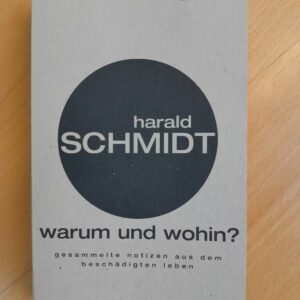 harald
SCHMIDT
warum und wohin?
gesammelte notizen aus dem
beschädigten leben